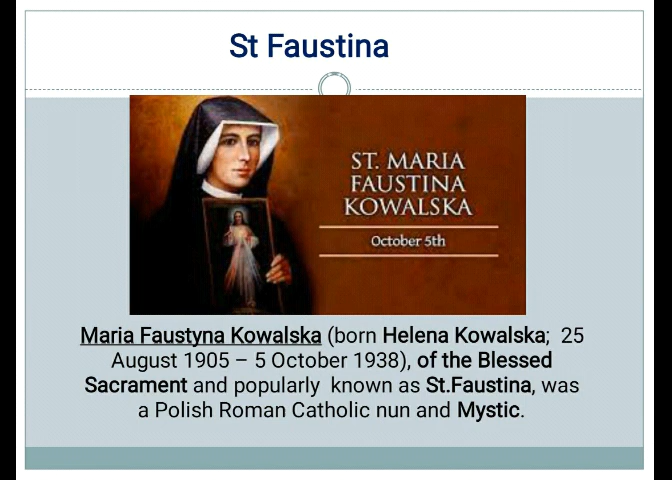 St Faustina
ST. MARIA
FAUSTINA
KOWALSKA
October 5th
Maria Faustyna Kowalska (born Helena Kowalska;  25
August 1905 – 5 October 1938), of the Blessed
Sacrament and popularly  known as St.Faustina, was
a Polish Roman Catholic nun and Mystic.